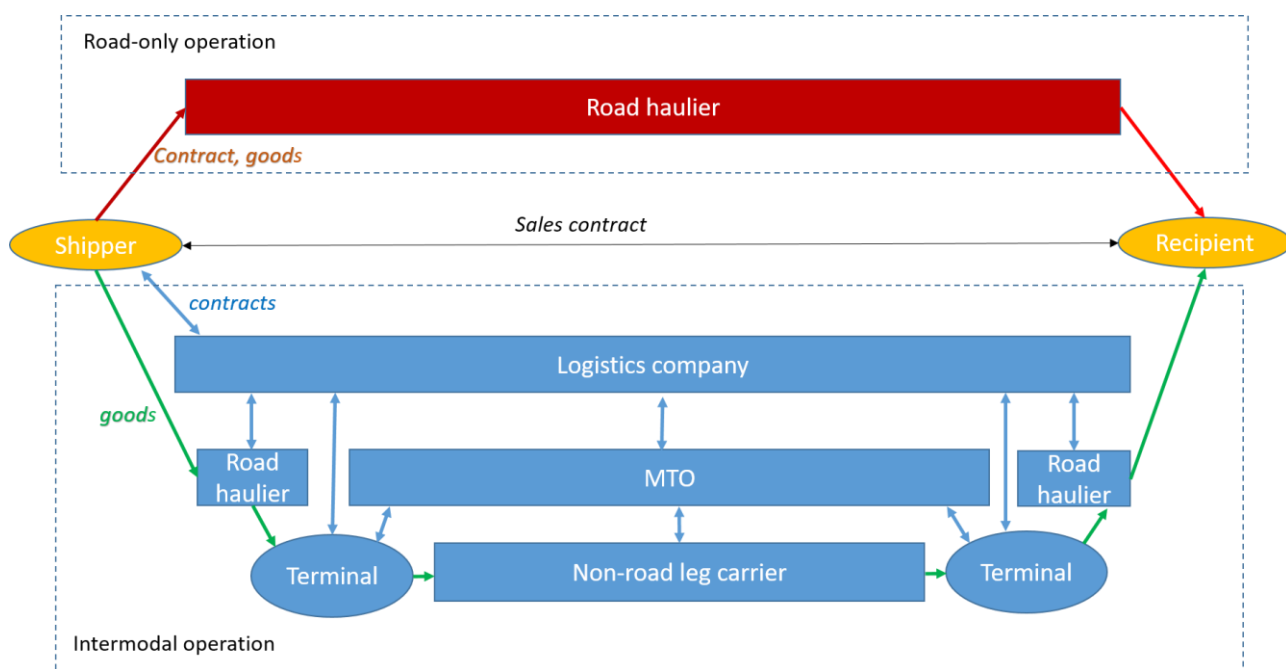 Road-only operation
Road haulier
Contract, goods
Sales contract
Shipper
Recipient
contracts
Logistics company
goods
Road
haulier
MTO
Road
haulier
Terminal
Non-road leg carrier
Terminal
Intermodal operation